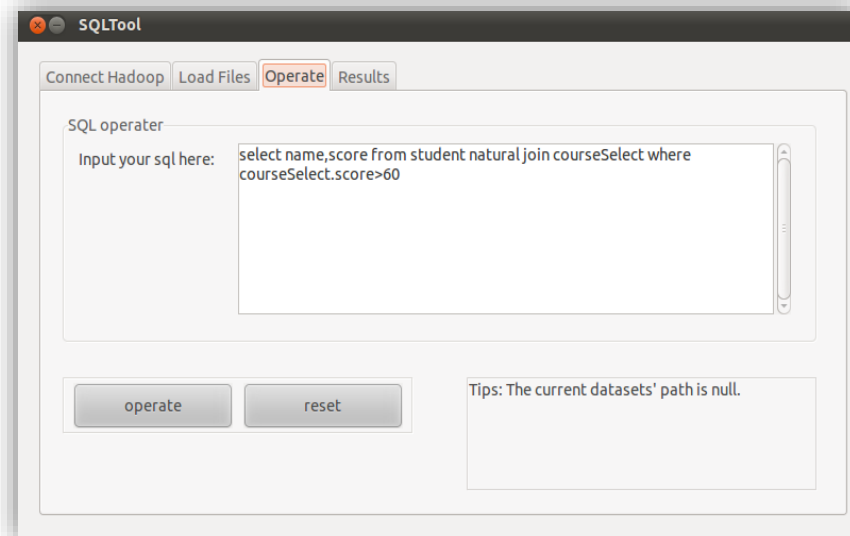 SQLTool
Connect Hadoop Load Files Operate Results
SQL operater
Input your sql here:
select name,score from student natural join courseSelect where
courseSelect.score>60
operate reset
Tips: The current datasets' path is null.